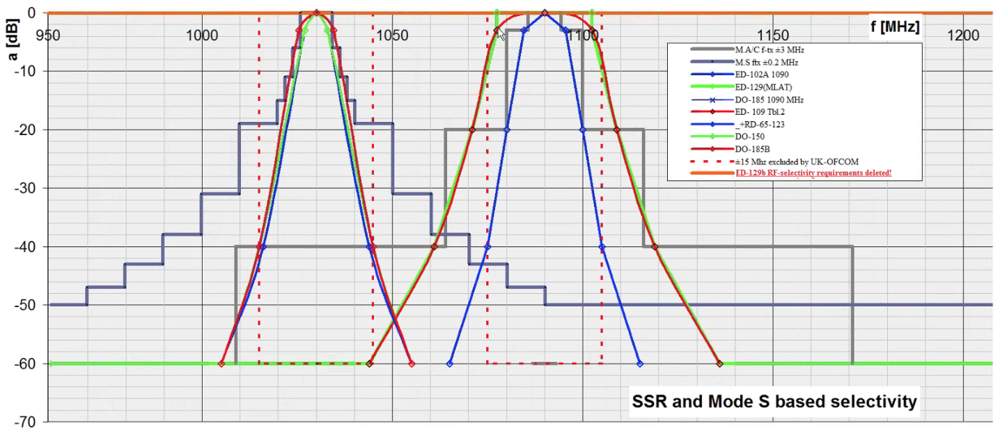 0
950
1000
1050
1100
1150
1200
f [MHz]
a [dB]
-10
-20
-30
-40
-50
-60
-70
M.A/C f-tx ±3 MHz
M.S ftx ±0.2 MHz
ED-102A 1090
ED-129(MLAT)
DO-185 1090 MHz
ED- 109 Tbl.2
_+RD-65-123
DO-150
DO-185B
±15 Mhz excluded by UK-OFCOM
ED-129b RF-selectivity requirements deleted!
SSR and Mode S based selectivity